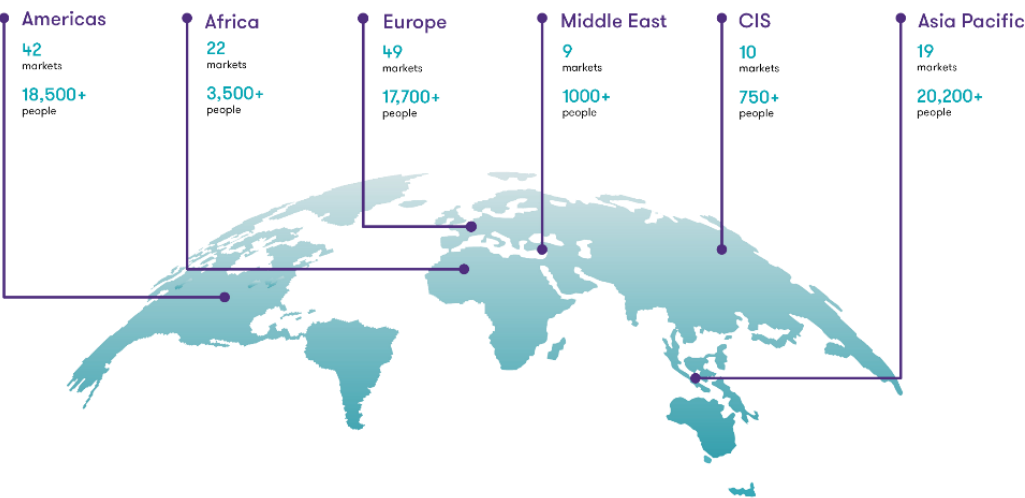 Americas
42
markets
18,500+
people
Africa
22
markets
3,500+
people
Europe
49
markets
17,700+
people
Middle East
9
markets
1000+
people
CIS
10
markets
750+
people
Asia Pacific
19
markets
20,200+
people